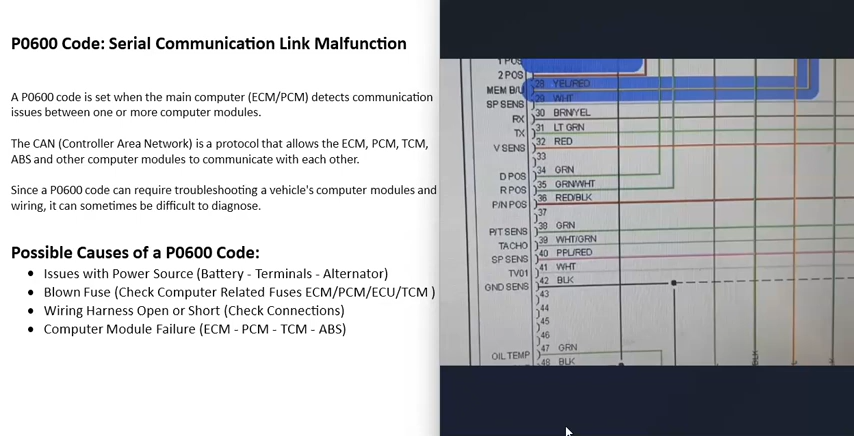 P0600 Code: Serial Communication Link Malfunction
A P0600 code is set when the main computer (ECM/PCM) detects communication
issues between one or more computer modules.
The CAN (Controller Area Network) is a protocol that allows the ECM, PCM, TCM,
ABS and other computer modules to communicate with each other.
Since a P0600 code can require troubleshooting a vehicle's computer modules and
wiring, it can sometimes be difficult to diagnose.
Possible Causes of a P0600 Code:
• Issues with Power Source (Battery - Terminals - Alternator)
• Blown Fuse (Check Computer Related Fuses ECM/PCM/ECU/TCM )
• Wiring Harness Open or Short (Check Connections)
• Computer Module Failure (ECM - PCM - TCM - ABS)
1 POS
2 POS
MEM B/U 28 YEL/RED
SP SENS 29 WHT
RX 30 BRN/YEL
TX 31 LT GRN
V SENS 32 RED
33
D POS 34 GRN
R POS 35 GRN/WHT
P/N POS 36 RED/BLK
37
P/T SENS 38 GRN
TACHO 39 WHT/GRN
SP SENS 40 PPL/RED
TV01 41 WHT
GND SENS 42 BLK
43
44
45
46
OIL TEMP 47 GRN
48 BLK
BLK